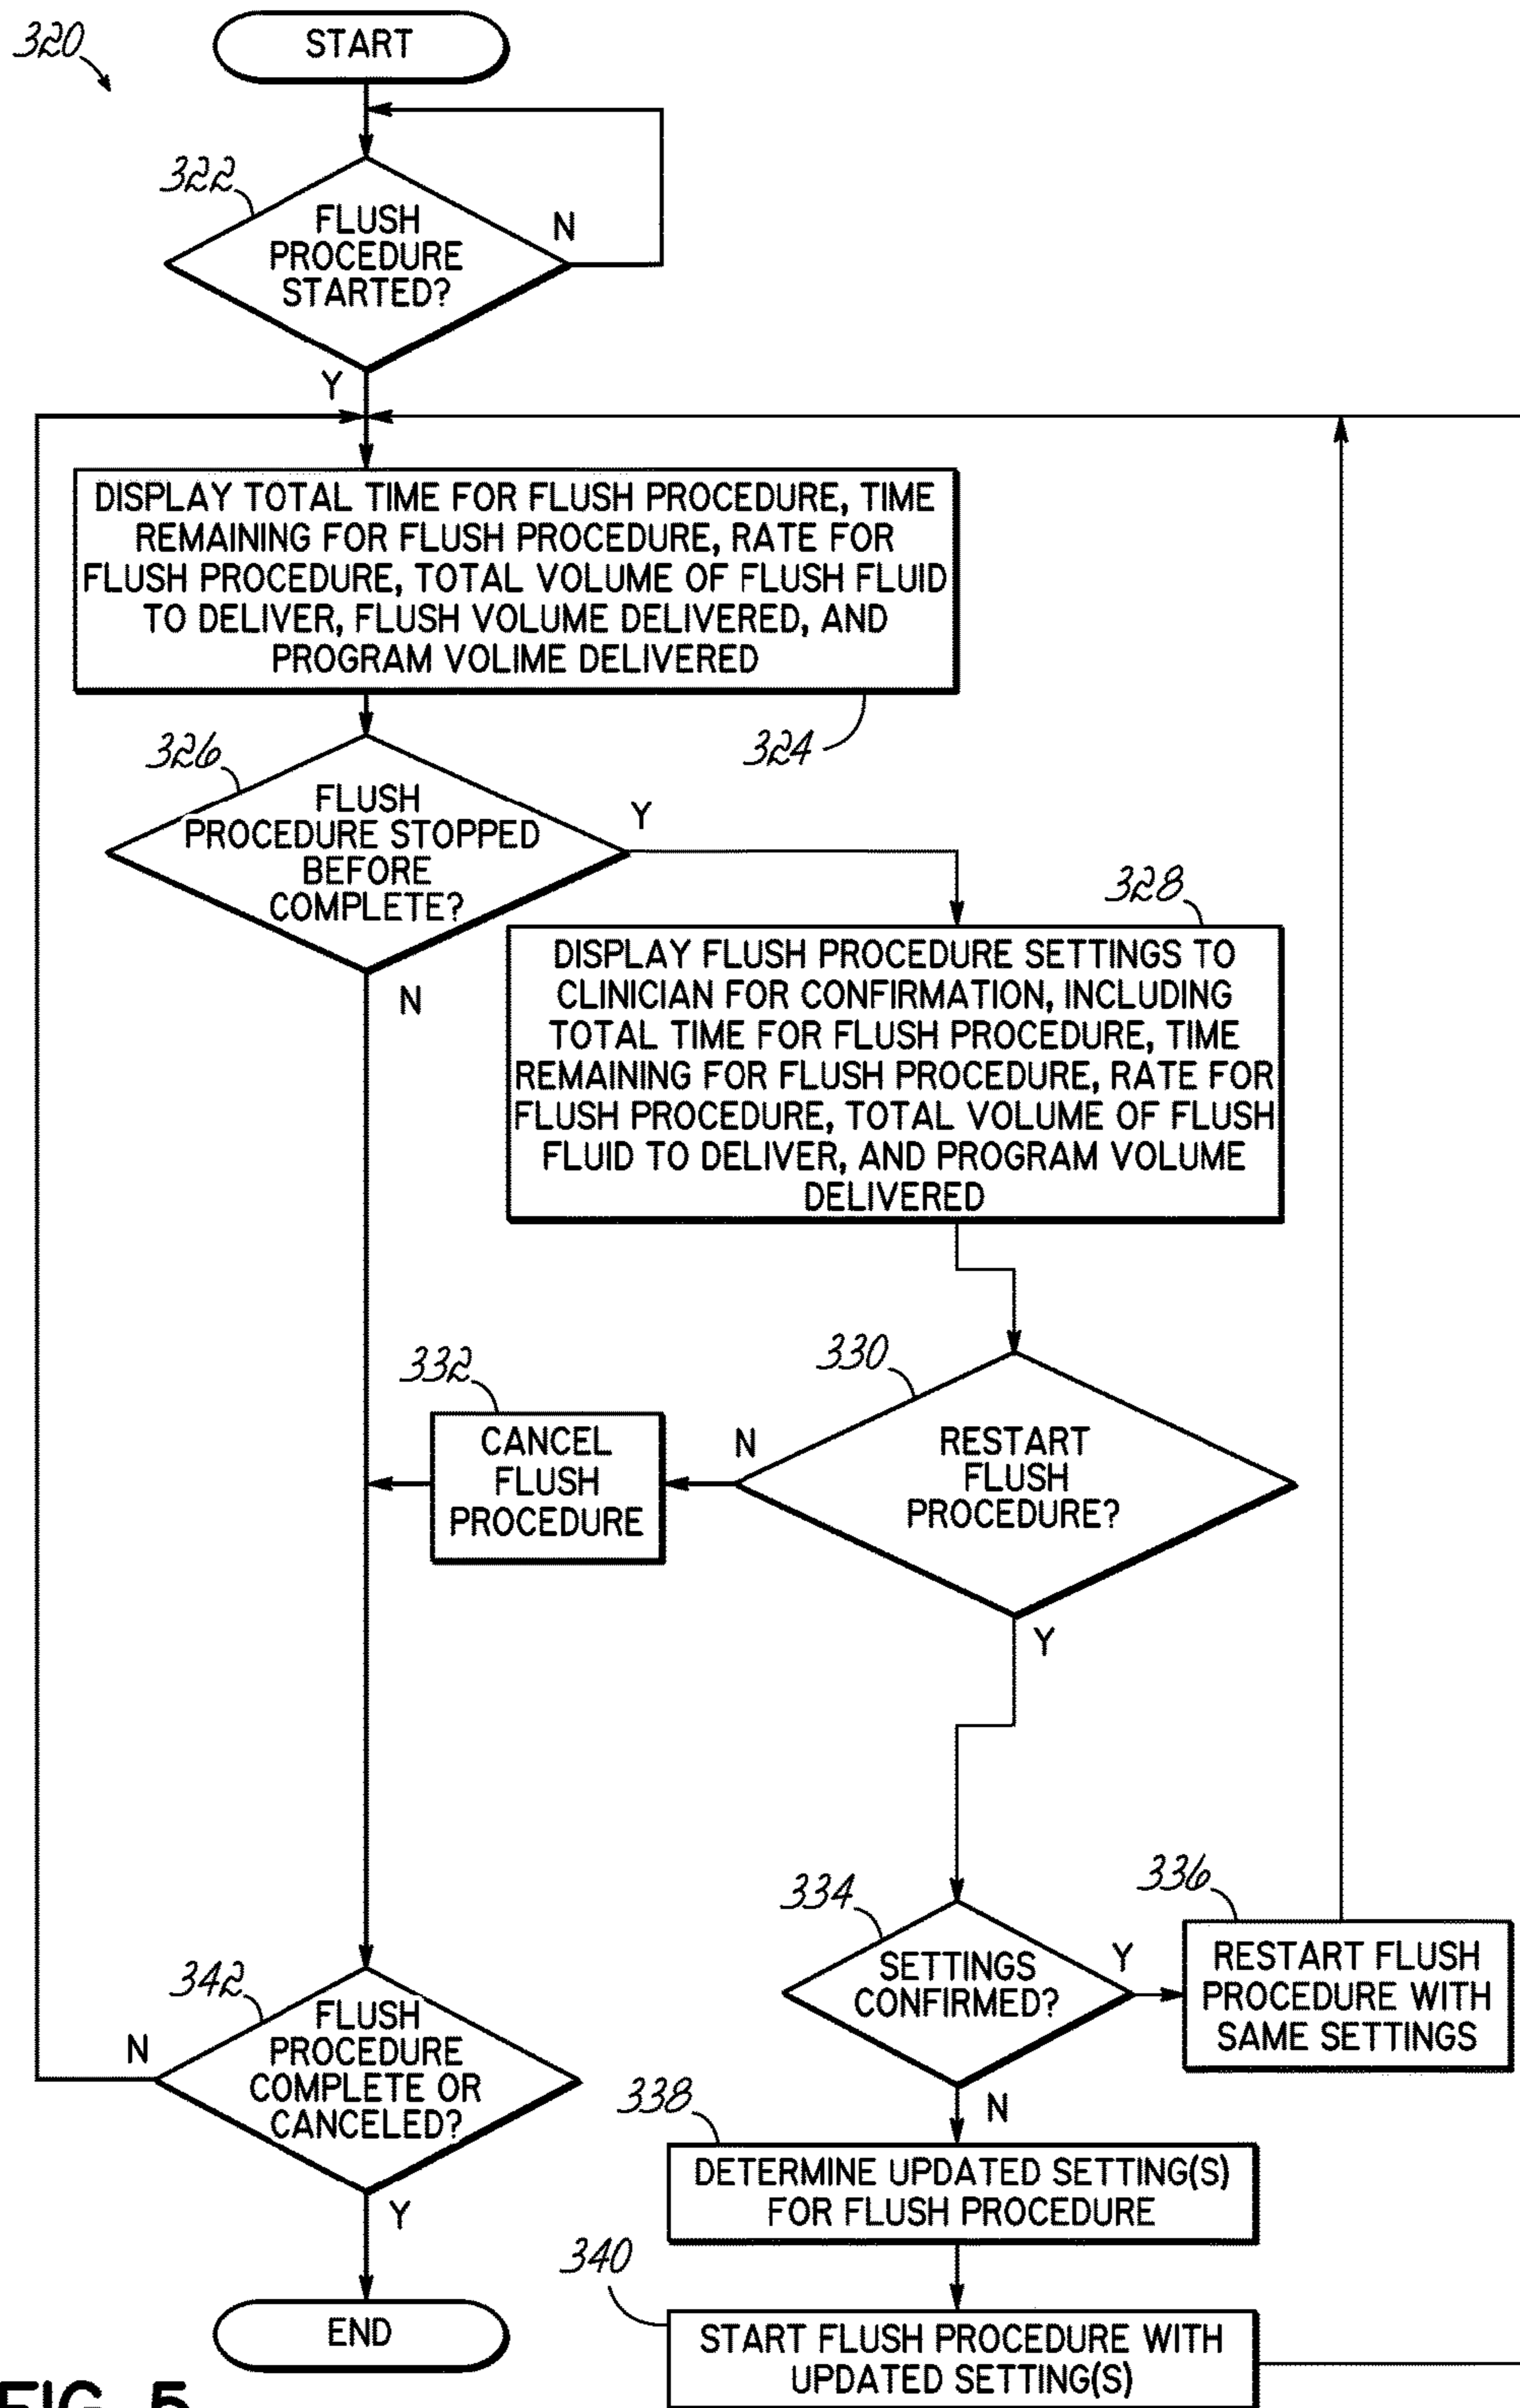 320
START
322
FLUSH
PROCEDURE
STARTED?
N
Y
DISPLAY TOTAL TIME FOR FLUSH PROCEDURE, TIME
REMAINING FOR FLUSH PROCEDURE, RATE FOR
FLUSH PROCEDURE, TOTAL VOLUME OF FLUSH FLUID
TO DELIVER, FLUSH VOLUME DELIVERED, AND
PROGRAM VOLIME DELIVERED
324
326
FLUSH
PROCEDURE STOPPED
BEFORE
COMPLETE?
Y
N
328
DISPLAY FLUSH PROCEDURE SETTINGS TO
CLINICIAN FOR CONFIRMATION, INCLUDING
TOTAL TIME FOR FLUSH PROCEDURE, TIME
REMAINING FOR FLUSH PROCEDURE, RATE FOR
FLUSH PROCEDURE, TOTAL VOLUME OF FLUSH
FLUID TO DELIVER, AND PROGRAM VOLUME
DELIVERED
330
RESTART
FLUSH
PROCEDURE?
N
Y
332
CANCEL
FLUSH
PROCEDURE
334
SETTINGS
CONFIRMED?
Y
N
336
RESTART FLUSH
PROCEDURE WITH
SAME SETTINGS
338
DETERMINE UPDATED SETTING(S)
FOR FLUSH PROCEDURE
340
START FLUSH PROCEDURE WITH
UPDATED SETTING(S)
342
FLUSH
PROCEDURE
COMPLETE OR
CANCELED?
N
Y
END
FIG. 5